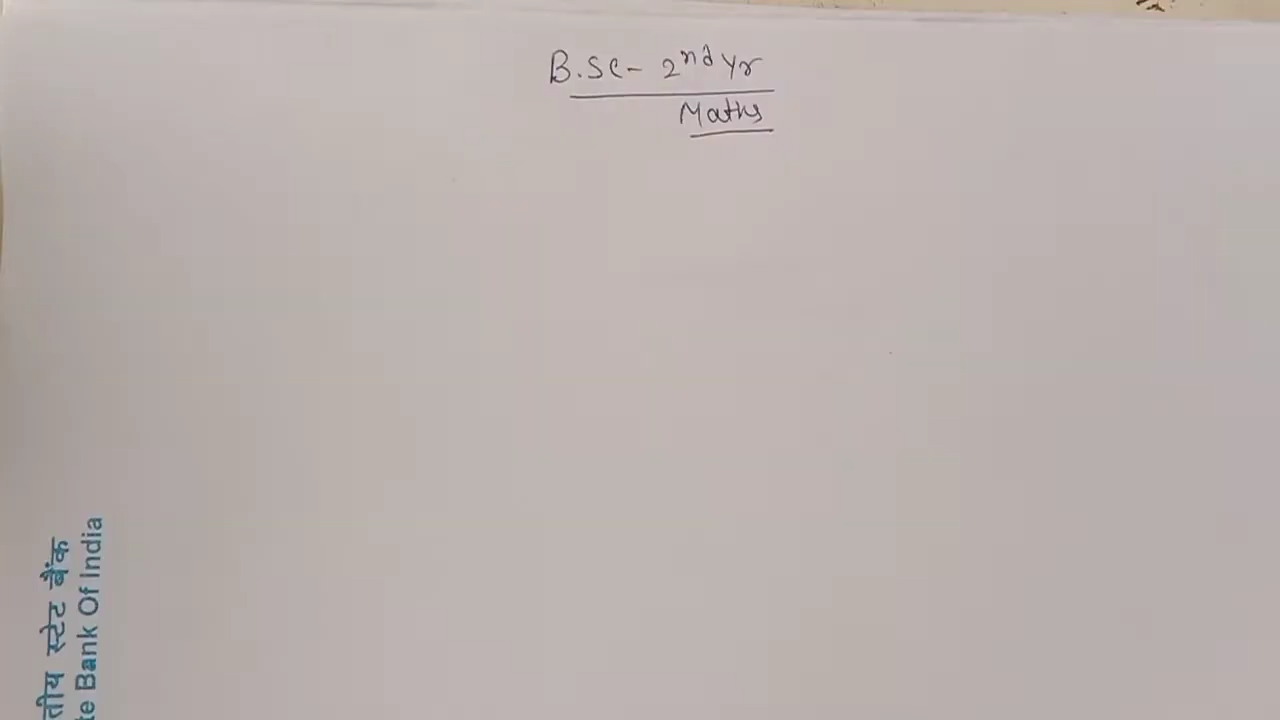 B.Sc- 2nd Yr
Maths
तीय स्टेट बैंक
te Bank Of India